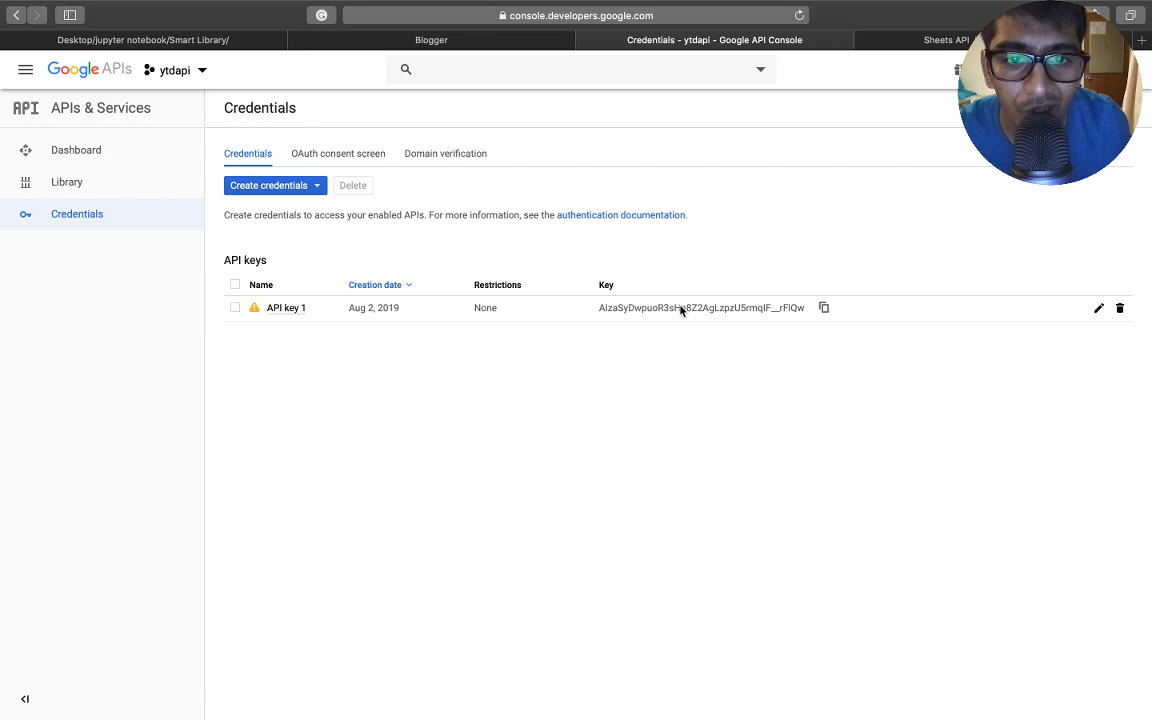 console.developers.google.com
Desktop/jupyter notebook/Smart Library/
Blogger
Credentials - ytdapi - Google API Console
Sheets API
Google APIs
ytdapi
API APIs & Services
Credentials
Dashboard
Library
Credentials
Credentials
OAuth consent screen
Domain verification
Create credentials
Delete
Create credentials to access your enabled APIs. For more information, see the authentication documentation.
API keys
Name
Creation date
Restrictions
Key
API key 1
Aug 2, 2019
None